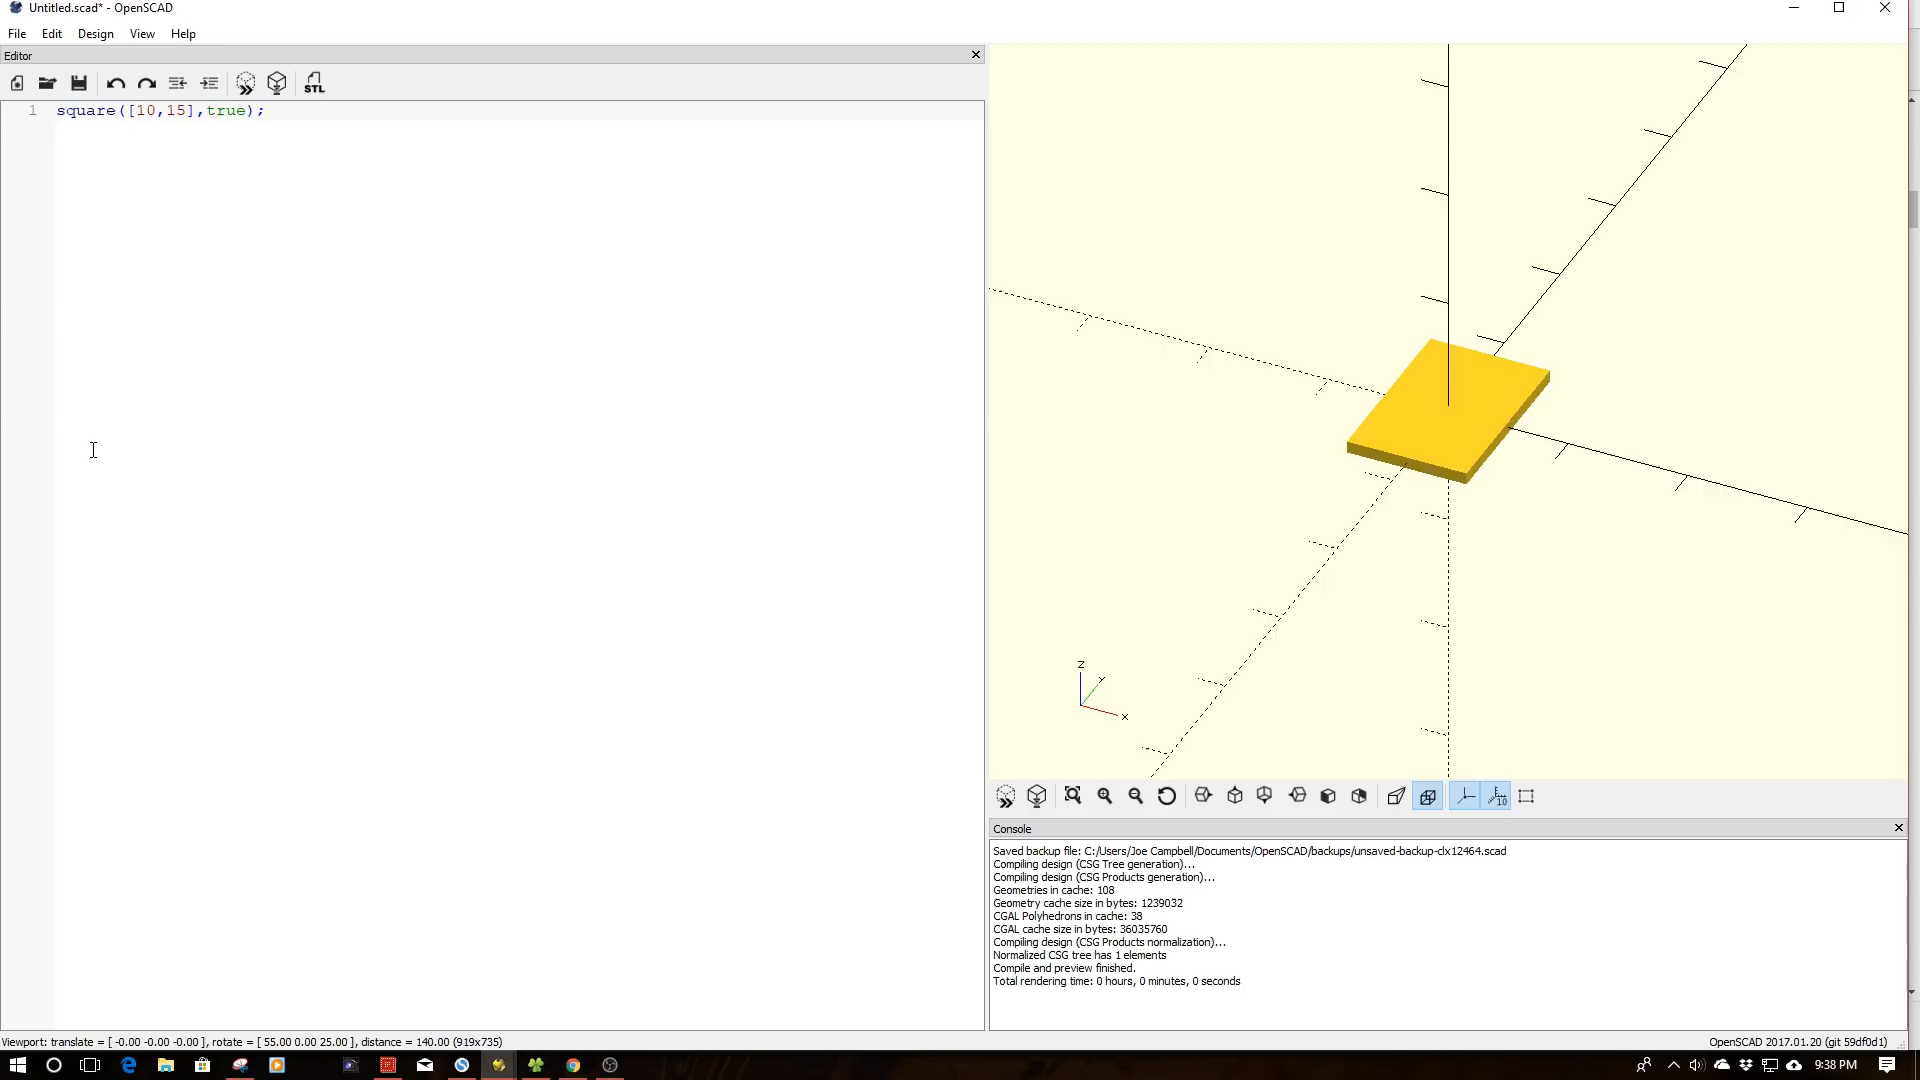 Untitled.scad* - OpenSCAD
File Edit Design View Help
Editor
STL
1 square([10,15],true);
z
y
x
10
Console
Saved backup file: C:/Users/Joe Campbell/Documents/OpenSCAD/backups/unsaved-backup-clx12464.scad
Compiling design (CSG Tree generation)...
Compiling design (CSG Products generation)...
Geometries in cache: 108
Geometry cache size in bytes: 1239032
CGAL Polyhedrons in cache: 38
CGAL cache size in bytes: 36035760
Compiling design (CSG Products normalization)...
Normalized CSG tree has 1 elements
Compile and preview finished.
Total rendering time: 0 hours, 0 minutes, 0 seconds
Viewport: translate = [ -0.00 -0.00 -0.00 ], rotate = [ 55.00 0.00 25.00 ], distance = 140.00 (919x735)
OpenSCAD 2017.01.20 (git 59df0d1)
9:38 PM